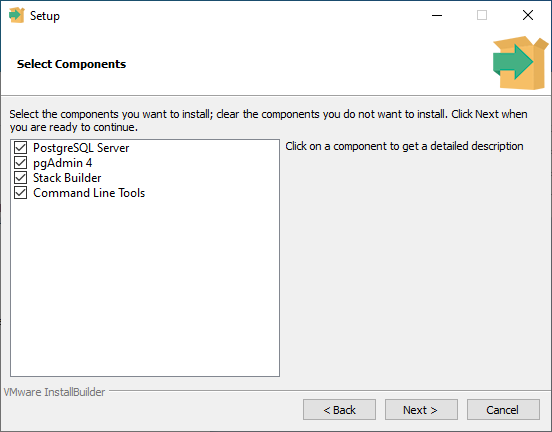 Setup
Select Components
Select the components you want to install; clear the components you do not want to install. Click Next when
you are ready to continue.
PostgreSQL Server
pgAdmin 4
Stack Builder
Command Line Tools
Click on a component to get a detailed description
VMware InstallBuilder
< Back
Next >
Cancel